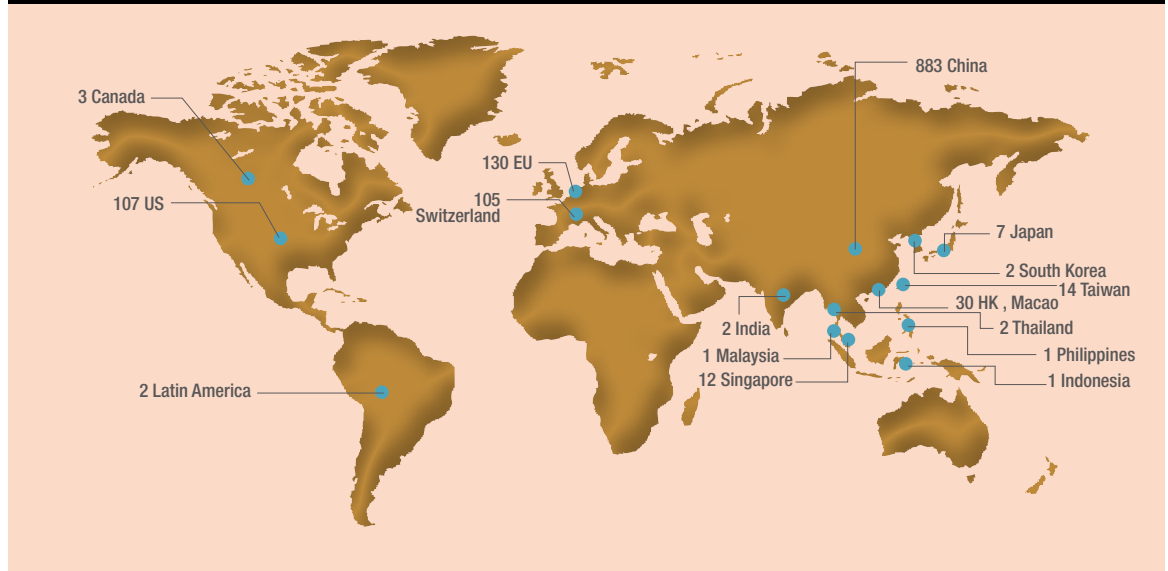 883 China
3 Canada
130 EU
107 US
105
Switzerland
7 Japan
2 South Korea
14 Taiwan
30 HK , Macao
2 India
2 Thailand
1 Malaysia
1 Philippines
12 Singapore
1 Indonesia
2 Latin America